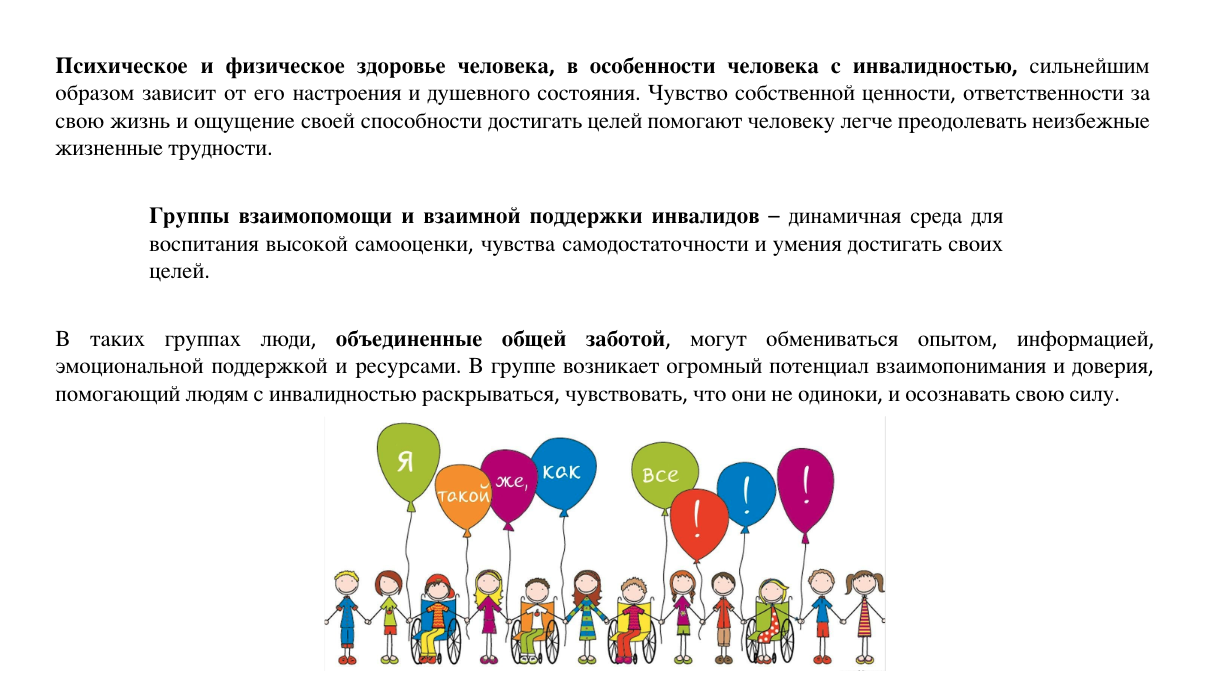 Психическое и физическое здоровье человека, в особенности человека с инвалидностью, сильнейшим
образом зависит от его настроения и душевного состояния. Чувство собственной ценности, ответственности за
свою жизнь и ощущение своей способности достигать целей помогают человеку легче преодолевать неизбежные
жизненные трудности.
Группы взаимопомощи и взаимной поддержки инвалидов – динамичная среда для
воспитания высокой самооценки, чувства самодостаточности и умения достигать своих
целей.
В таких группах люди, объединенные общей заботой, могут обмениваться опытом, информацией,
эмоциональной поддержкой и ресурсами. В группе возникает огромный потенциал взаимопонимания и доверия,
помогающий людям с инвалидностью раскрываться, чувствовать, что они не одиноки, и осознавать свою силу.
Я
такой
же,
как
все
!
!
!